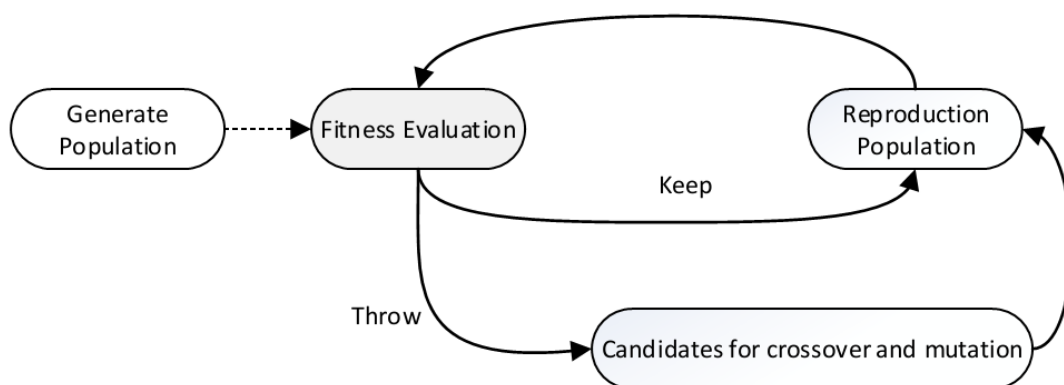 Generate
Population
Fitness Evaluation
Reproduction
Population
Keep
Throw
Candidates for crossover and mutation